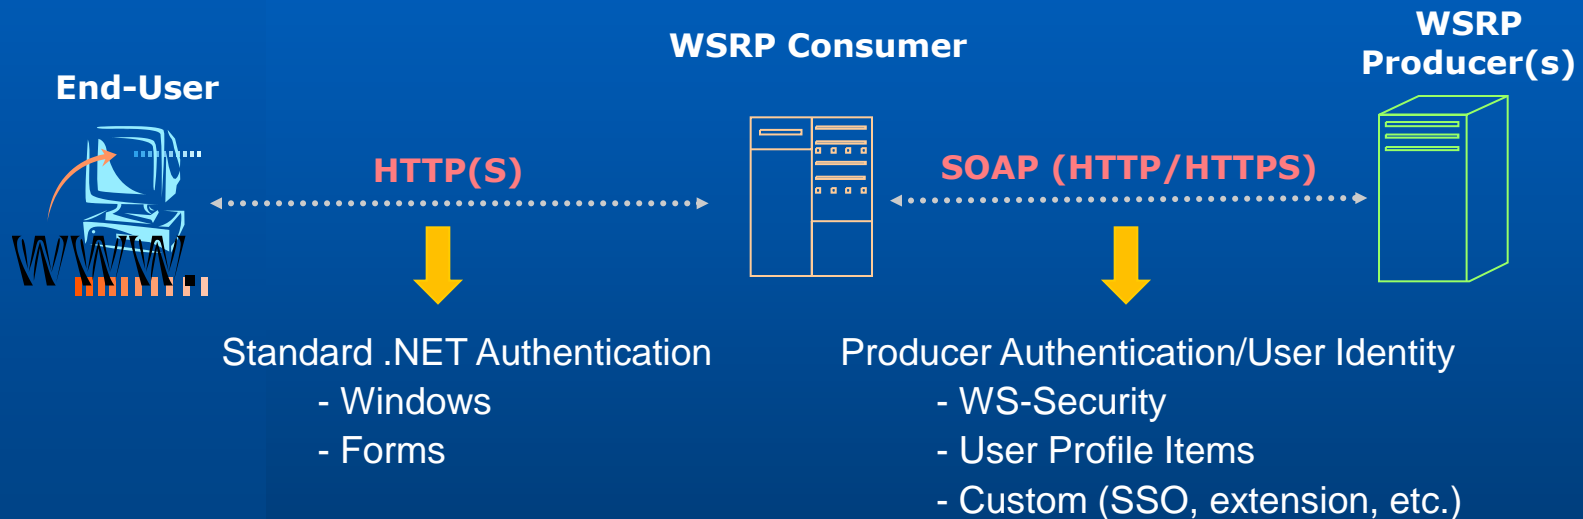 WSRP Consumer
WSRP
Producer(s)
End-User
HTTP(S)
SOAP (HTTP/HTTPS)
WWW.
Standard .NET Authentication
- Windows
- Forms
Producer Authentication/User Identity
- WS-Security
- User Profile Items
- Custom (SSO, extension, etc.)